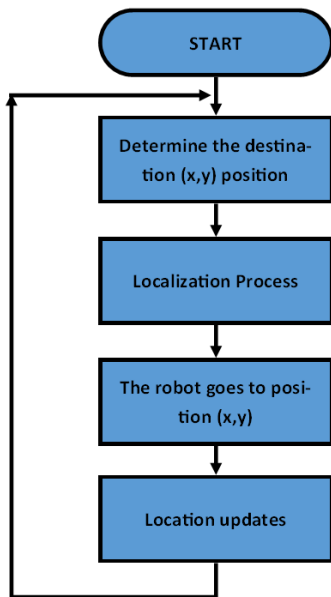 START
Determine the destina-
tion (x,y) position
Localization Process
The robot goes to posi-
tion (x,y)
Location updates